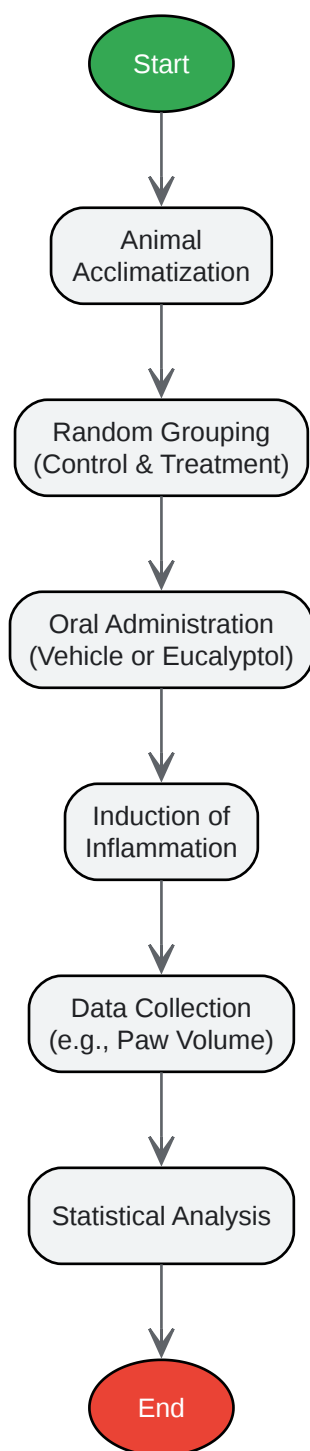 Start
Animal
Acclimatization
Random Grouping
(Control & Treatment)
Oral Administration
(Vehicle or Eucalyptol)
Induction of
Inflammation
Data Collection
(e.g., Paw Volume)
Statistical Analysis
End